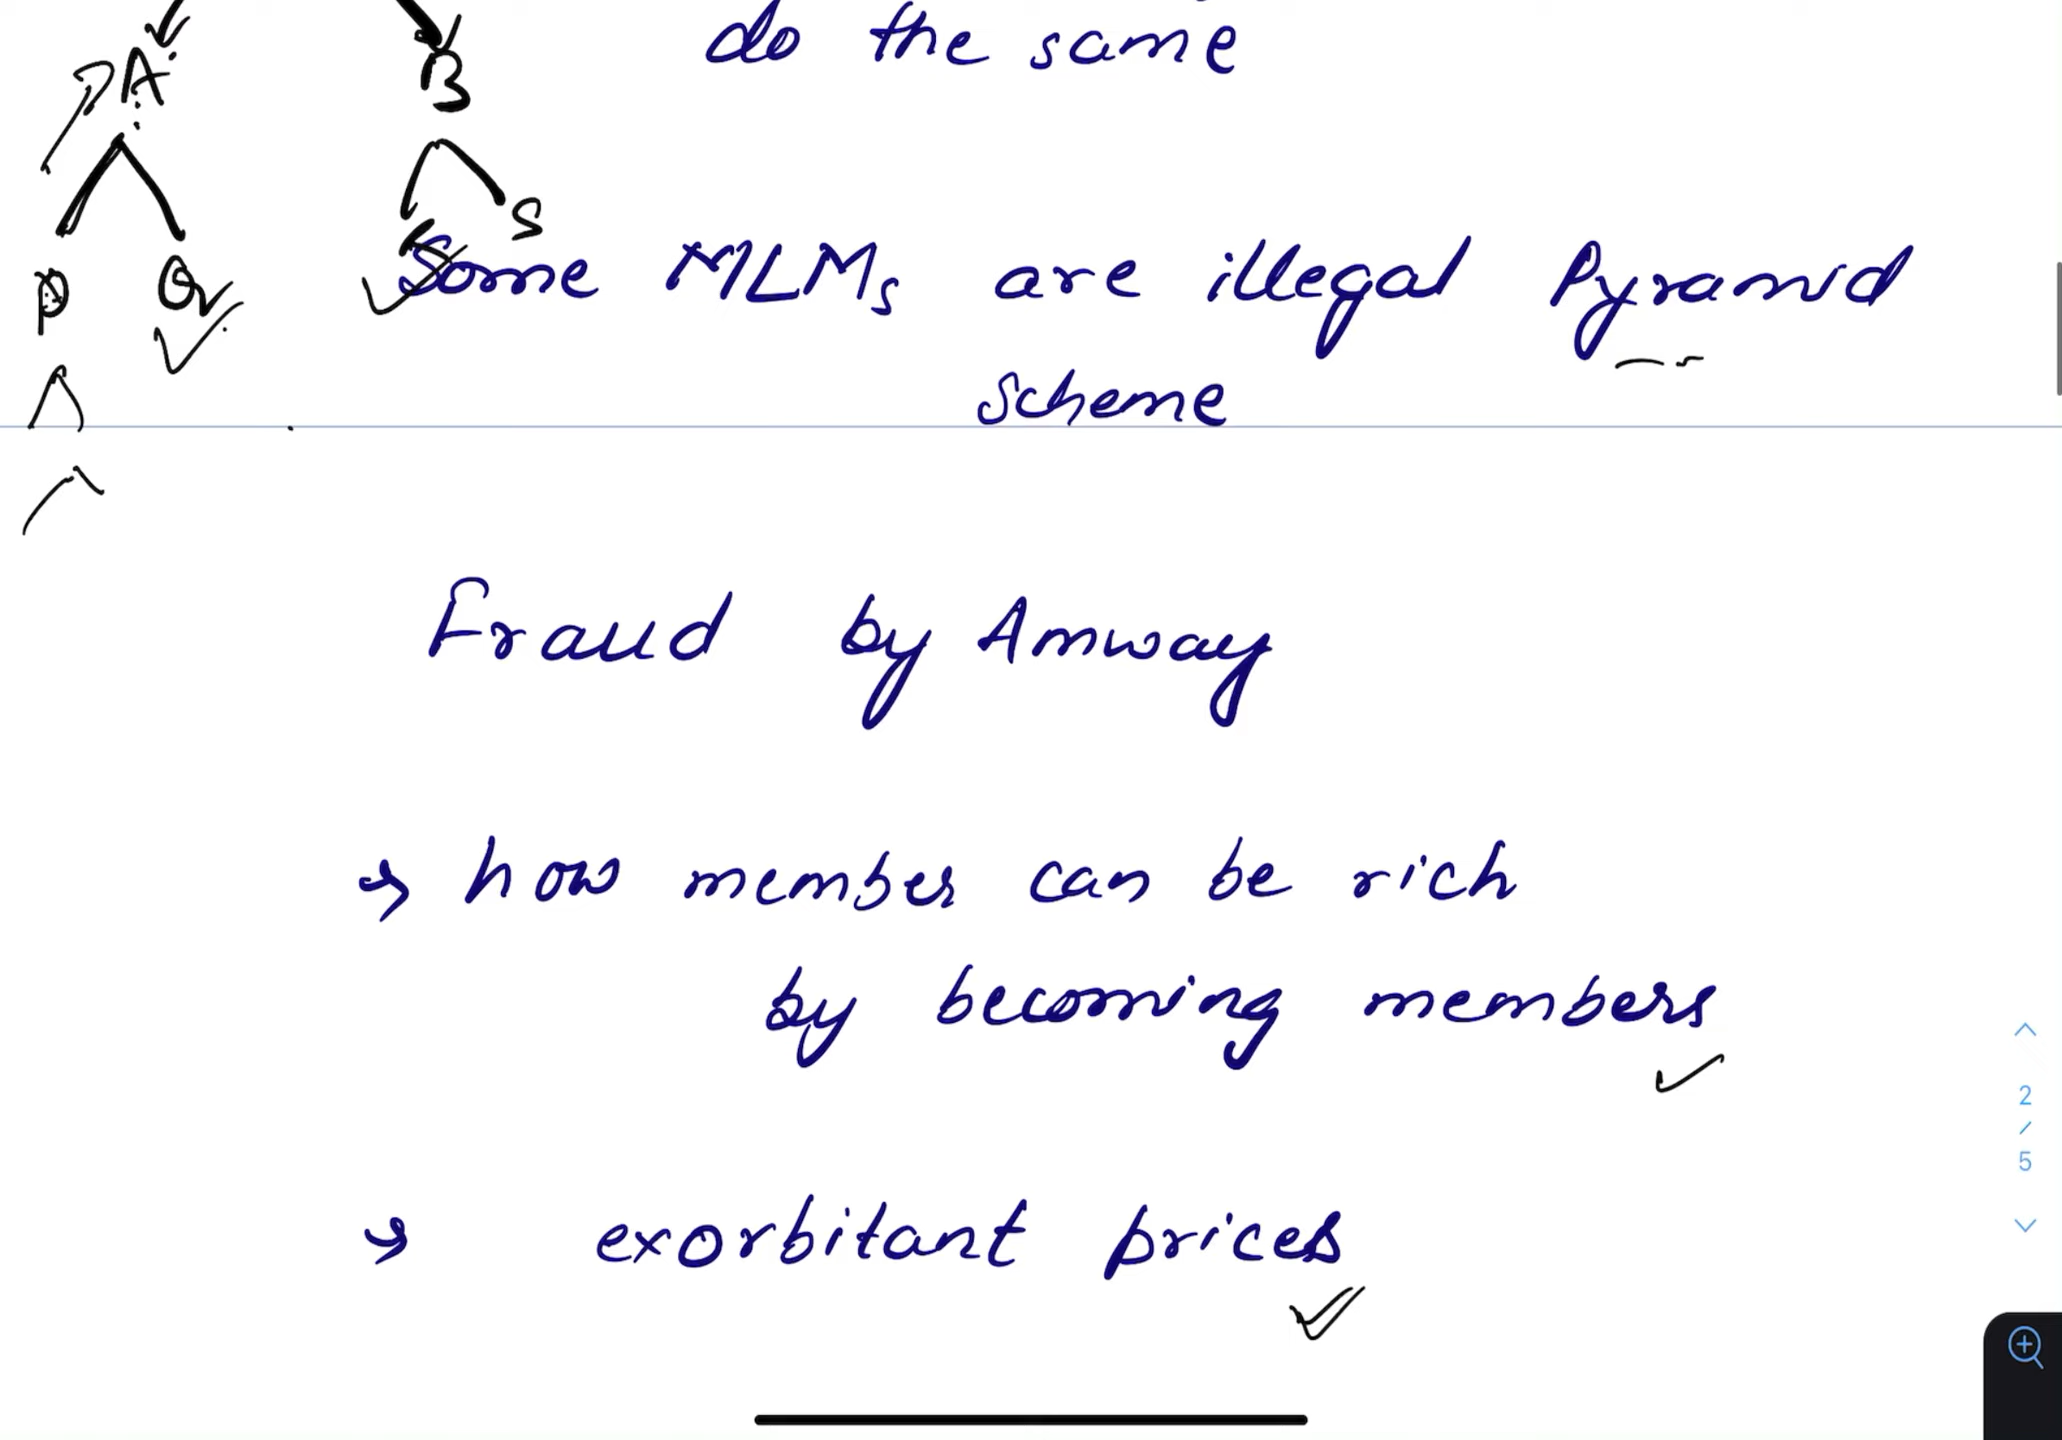 do the same
A
B
S
P
Q
Some MLMs are illegal Pyramid
scheme
Fraud by Amway
→ how member can be rich
by becoming members
→ exorbitant prices
2
/
5